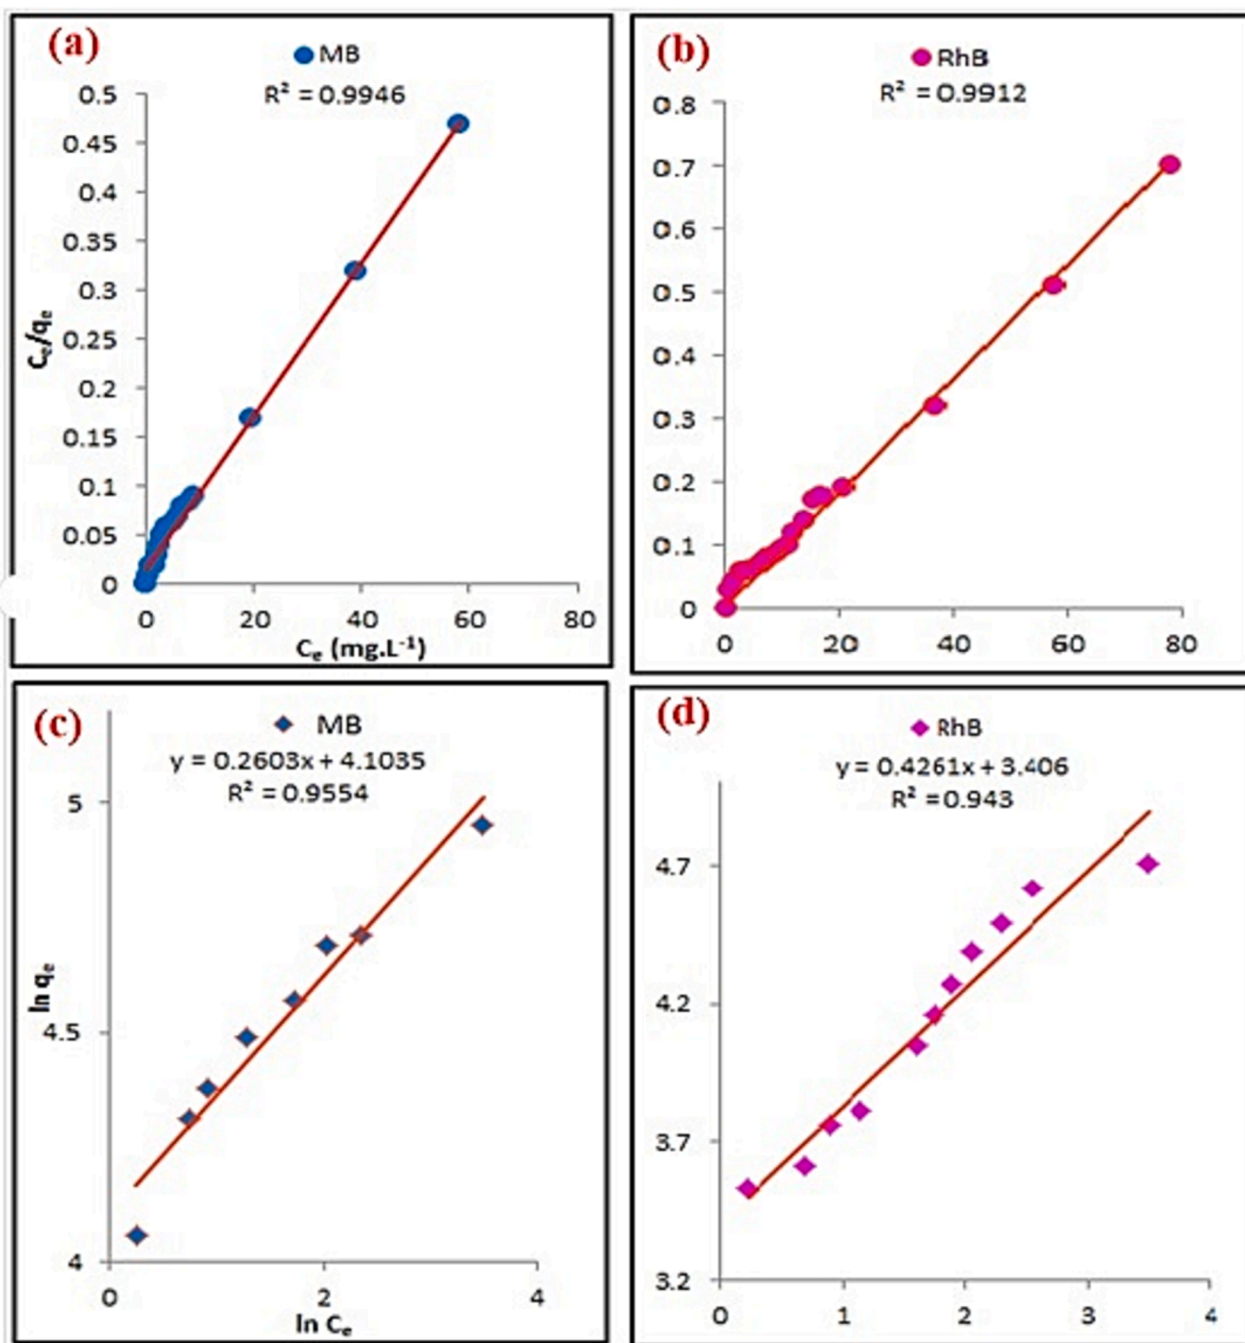 (a)
MB
R² = 0.9946
0.5
0.45
0.4
0.35
0.3
0.25
0.2
0.15
0.1
0.05
0
Cₑ/qₑ
0 20 40 60 80
Cₑ (mg.L⁻¹)
(b)
RhB
R² = 0.9912
0.8
0.7
0.6
0.5
0.4
0.3
0.2
0.1
0
0 20 40 60 80
(c)
MB
y = 0.2603x + 4.1035
R² = 0.9554
5
4.5
4
ln qₑ
0 2 4
ln Cₑ
(d)
RhB
y = 0.4261x + 3.406
R² = 0.943
4.7
4.2
3.7
3.2
0 1 2 3 4